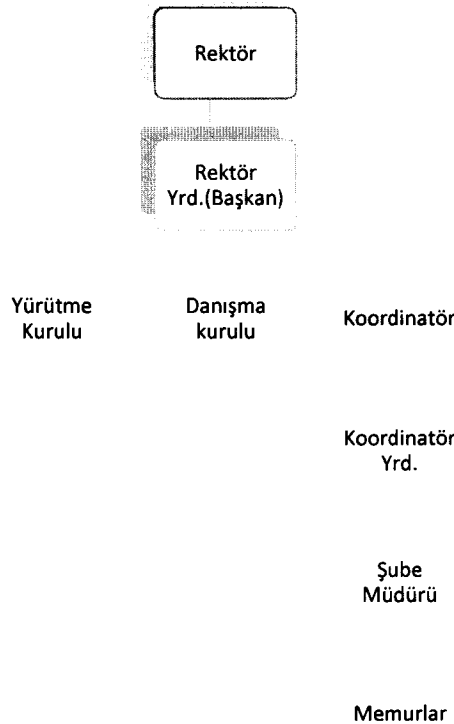 Rektör
Rektör
Yrd.(Başkan)
Yürütme
Kurulu
Danışma
kurulu
Koordinatör
Koordinatör
Yrd.
Şube
Müdürü
Memurlar